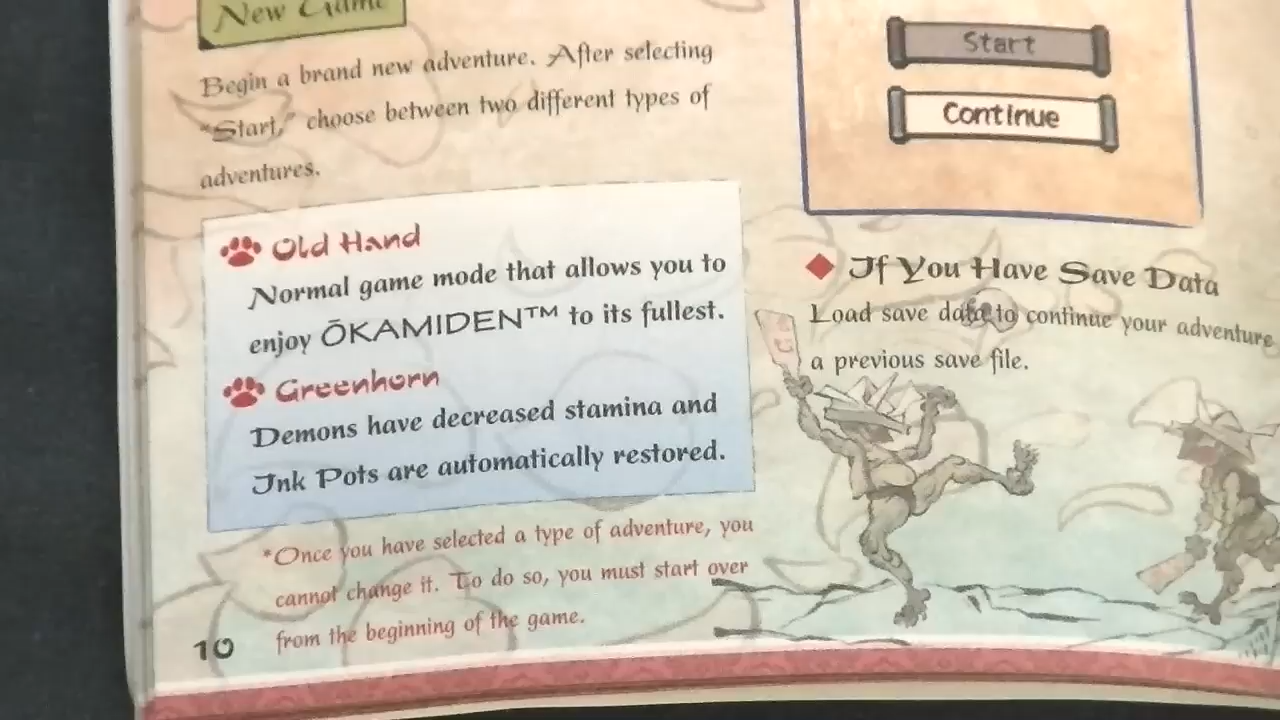 New Game
Begin a brand new adventure. After selecting
“Start,” choose between two different types of
adventures.
Old Hand
Normal game mode that allows you to
enjoy ŌKAMIDEN™ to its fullest.
Greenhorn
Demons have decreased stamina and
Ink Pots are automatically restored.
*Once you have selected a type of adventure, you
cannot change it. To do so, you must start over
from the beginning of the game.
10
Start
Continue
If You Have Save Data
Load save data to continue your adventure
a previous save file.